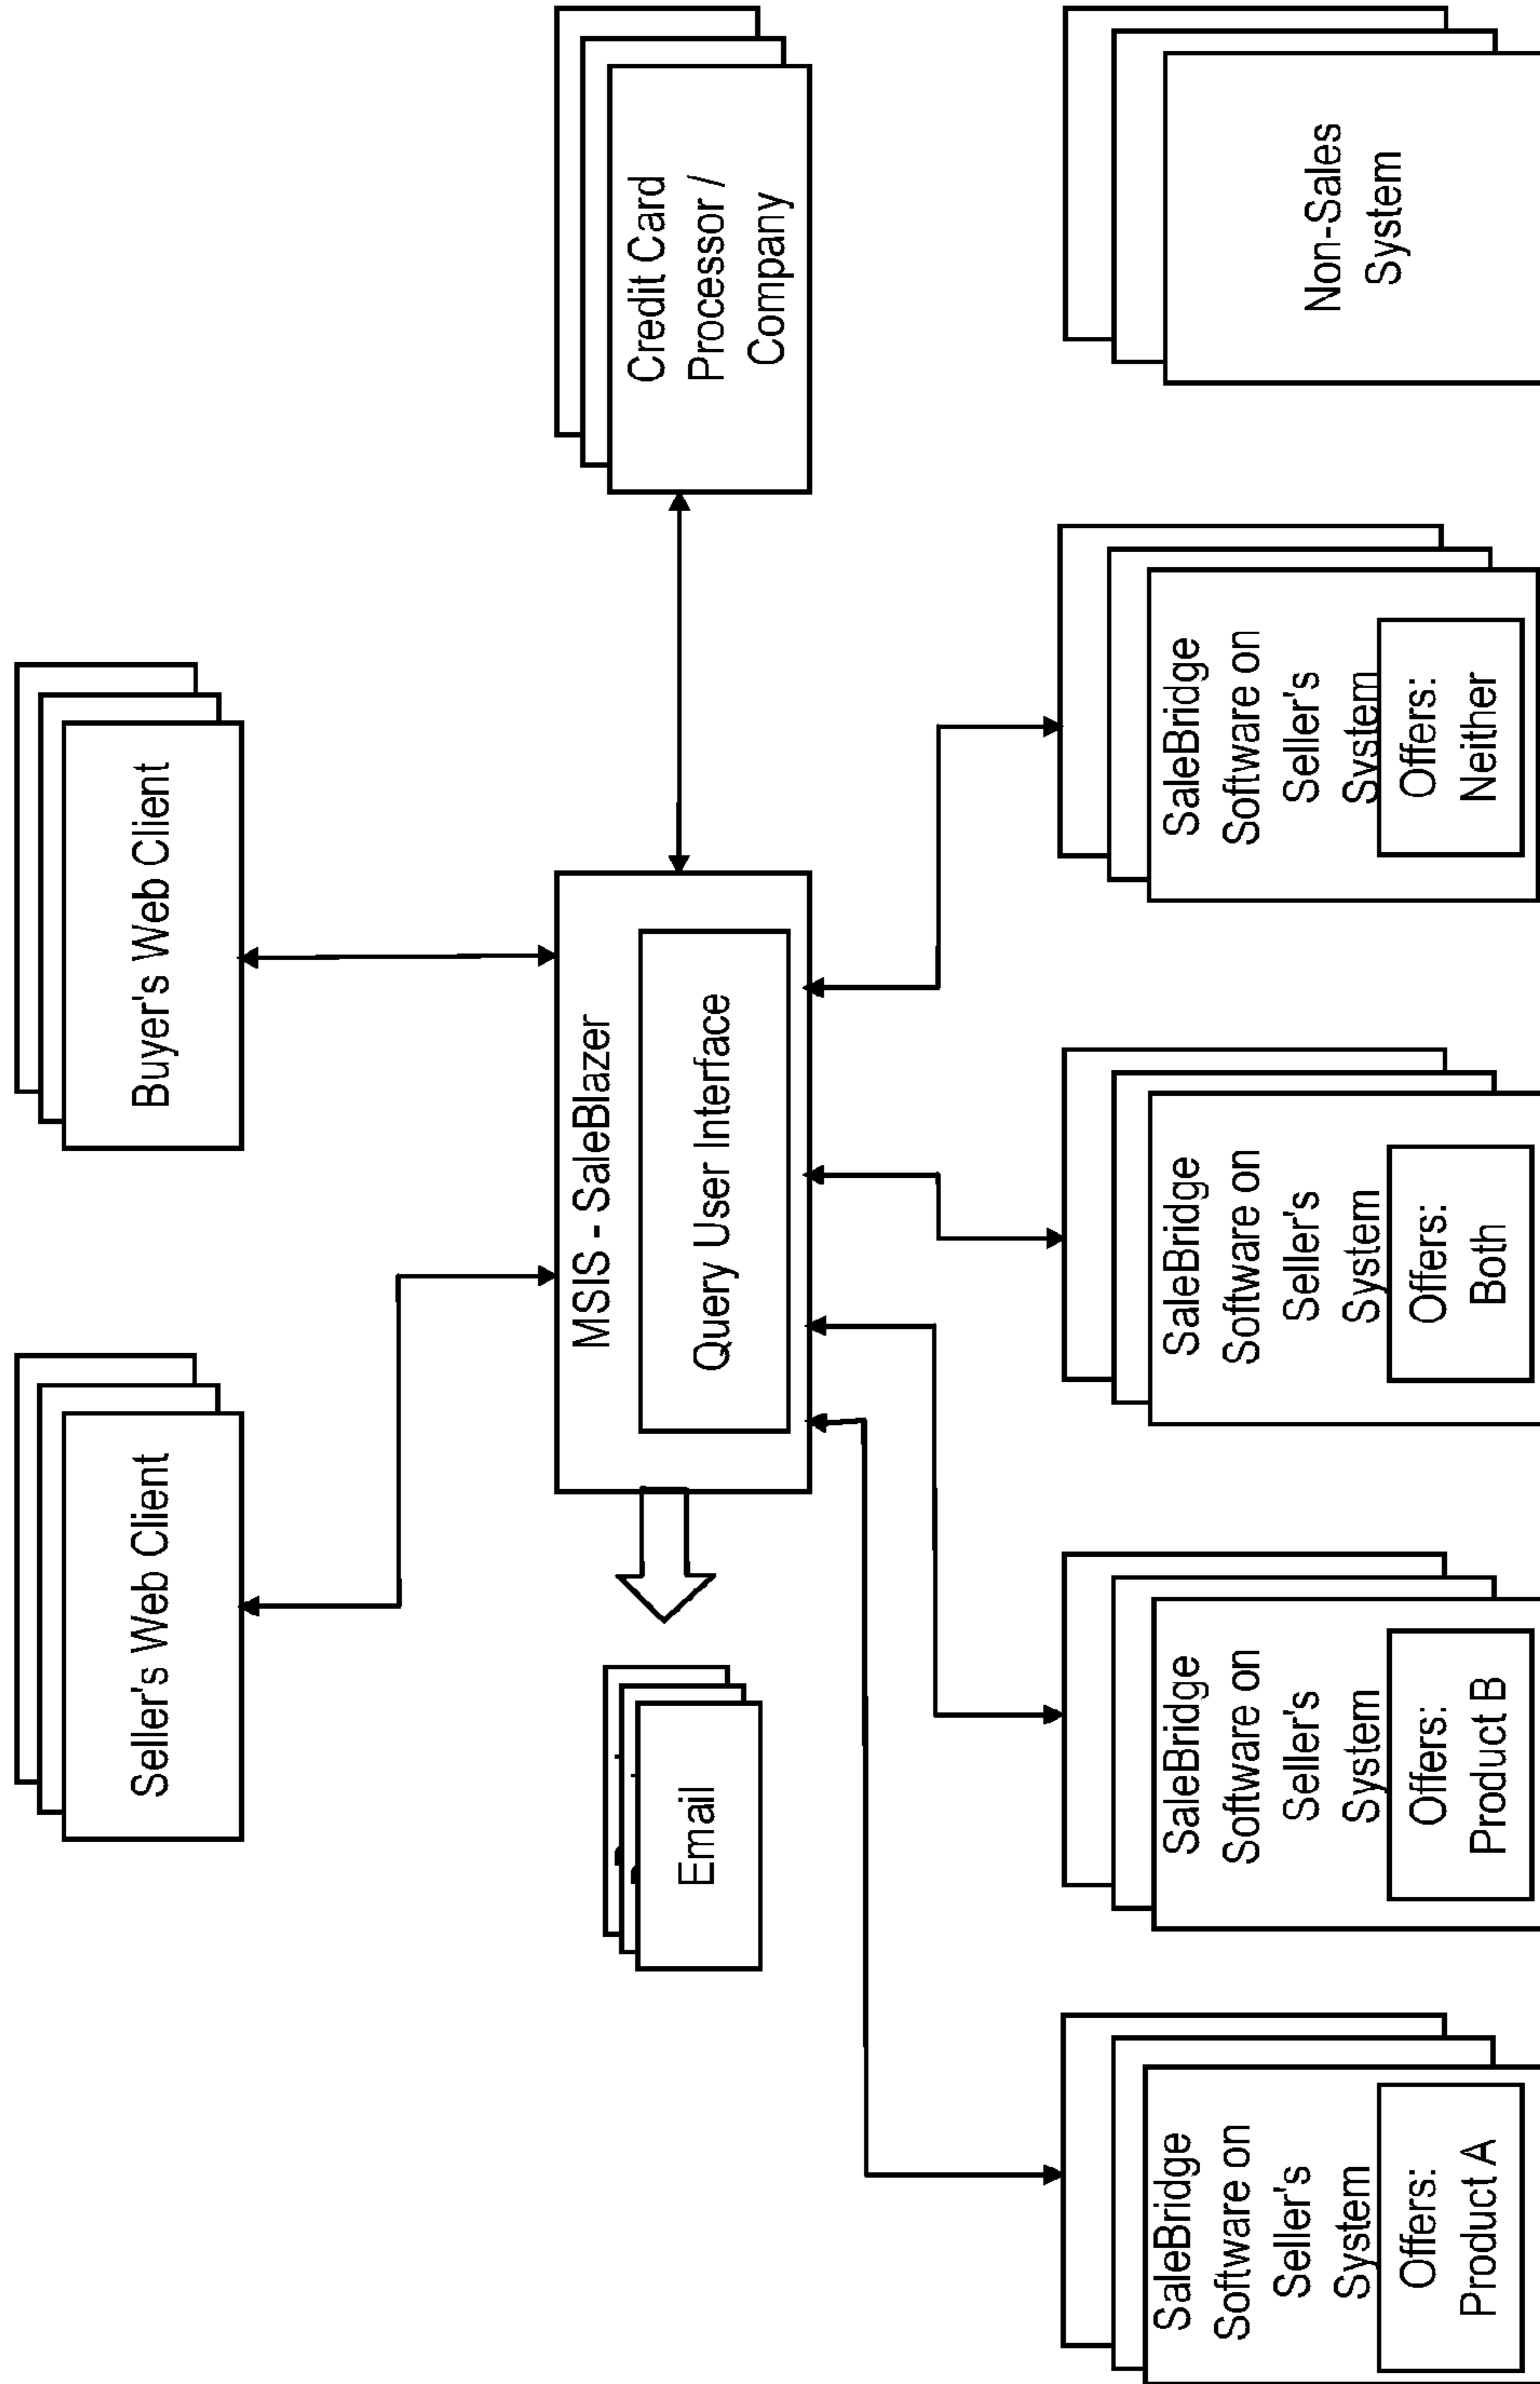 Seller's Web Client
Buyer's Web Client
Email
MSIS - SaleBlazer
Query User Interface
Credit Card
Processor /
Company
SaleBridge
Software on
Seller's
System
Offers:
Product A
SaleBridge
Software on
Seller's
System
Offers:
Product B
SaleBridge
Software on
Seller's
System
Offers:
Both
SaleBridge
Software on
Seller's
System
Offers:
Neither
Non-Sales
System